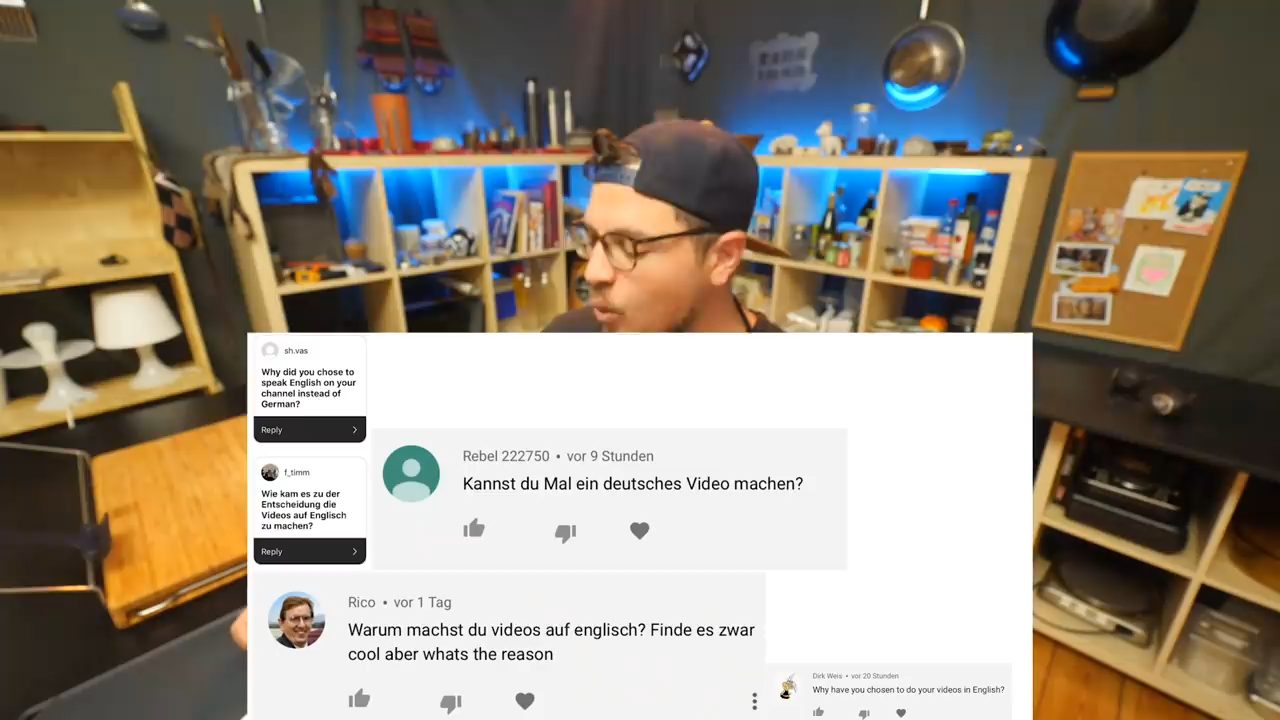 sh.vas
Why did you chose to
speak English on your
channel instead of
German?
Reply
Rebel 222750 • vor 9 Stunden
Kannst du Mal ein deutsches Video machen?
f_timm
Wie kam es zu der
Entscheidung die
Videos auf Englisch
zu machen?
Reply
Rico • vor 1 Tag
Warum machst du videos auf englisch? Finde es zwar
cool aber whats the reason
Dirk Weis • vor 20 Stunden
Why have you chosen to do your videos in English?